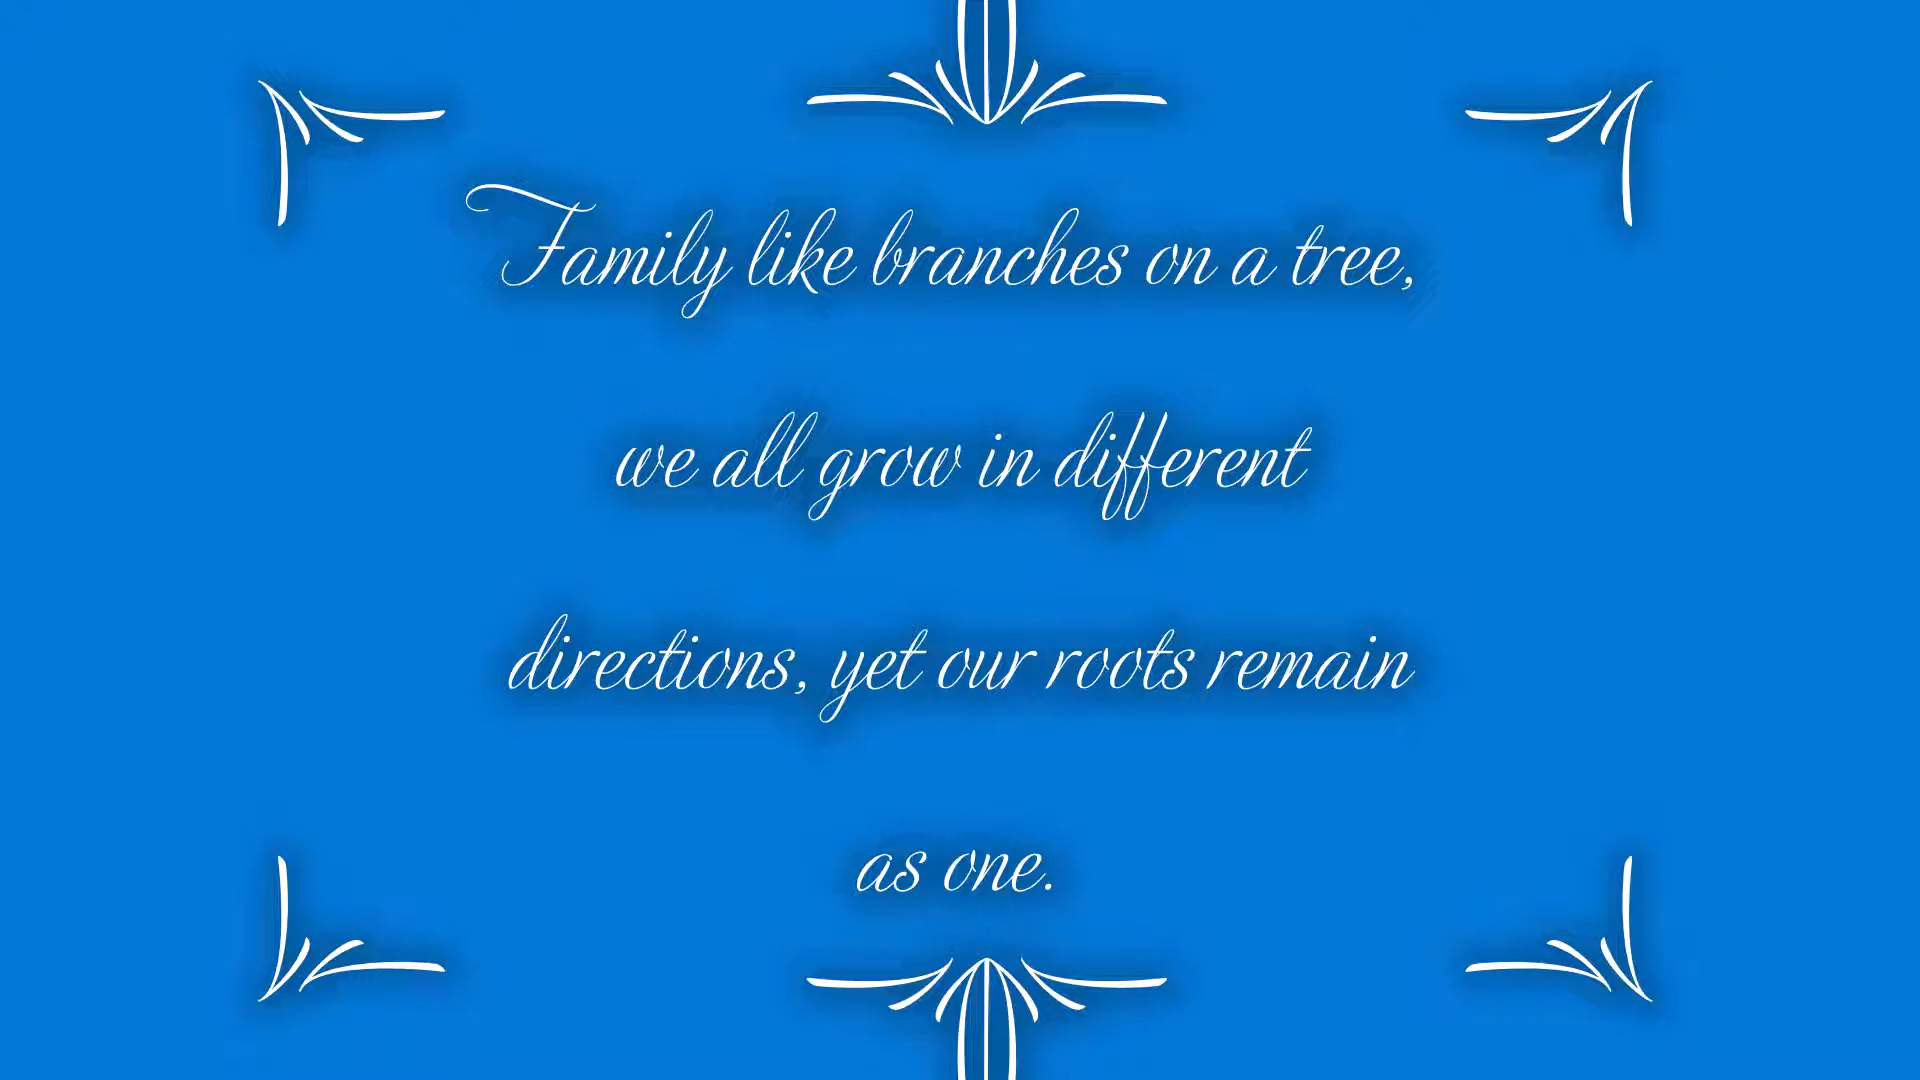 Family like branches on a tree,
we all grow in different
directions, yet our roots remain
as one.